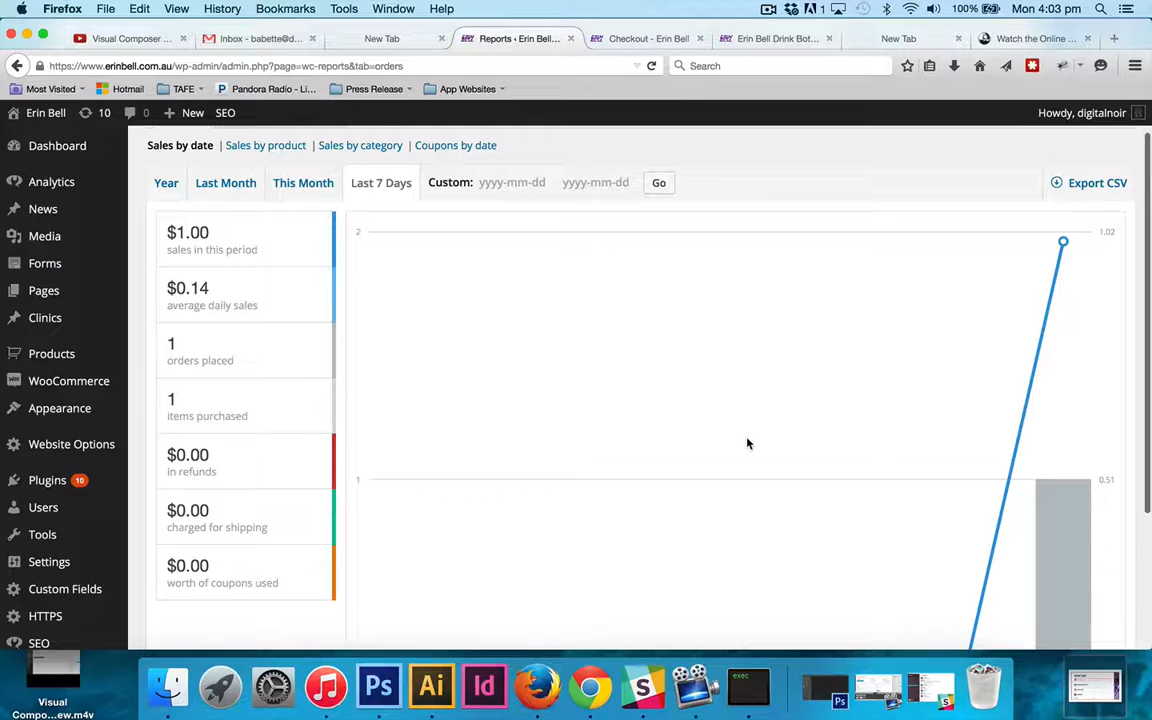 Firefox File Edit View History Bookmarks Tools Window Help 1 100% Mon 4:03 pm
Visual Composer ... Inbox - babette@d... New Tab Reports ‹ Erin Bell... Checkout - Erin Bell Erin Bell Drink Bot... New Tab Watch the Online ...
https://www.erinbell.com.au/wp-admin/admin.php?page=wc-reports&tab=orders Search
Most Visited Hotmail TAFE Pandora Radio - Li... Press Release App Websites
Erin Bell 10 0 New SEO Howdy, digitalnoir
Dashboard
Analytics
News
Media
Forms
Pages
Clinics
Products
WooCommerce
Appearance
Website Options
Plugins 10
Users
Tools
Settings
Custom Fields
HTTPS
SEO
Sales by date | Sales by product | Sales by category | Coupons by date
Year Last Month This Month Last 7 Days Custom: yyyy-mm-dd yyyy-mm-dd Go Export CSV
$1.00
sales in this period
$0.14
average daily sales
1
orders placed
1
items purchased
$0.00
in refunds
$0.00
charged for shipping
$0.00
worth of coupons used
2 1.02
1 0.51
Visual
Compo...ew.m4v
Ps Ai Id exec
Ps